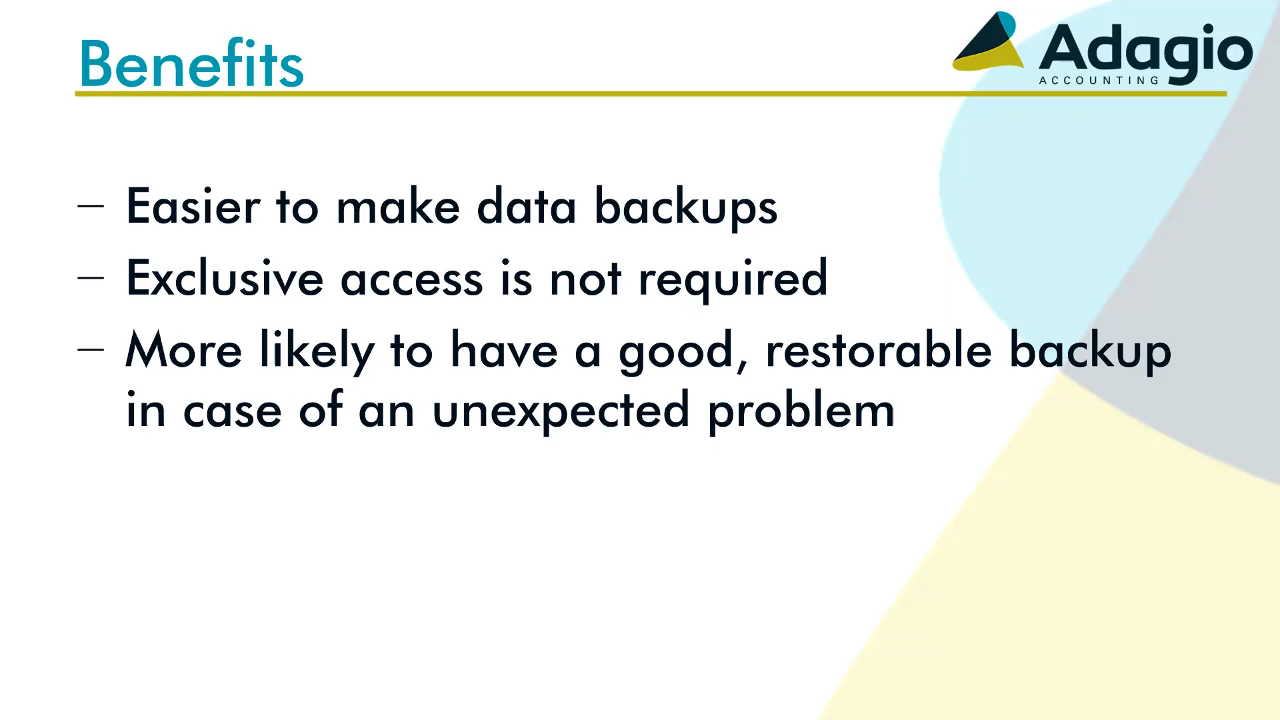 Benefits
Adagio
ACCOUNTING
– Easier to make data backups
– Exclusive access is not required
– More likely to have a good, restorable backup
in case of an unexpected problem